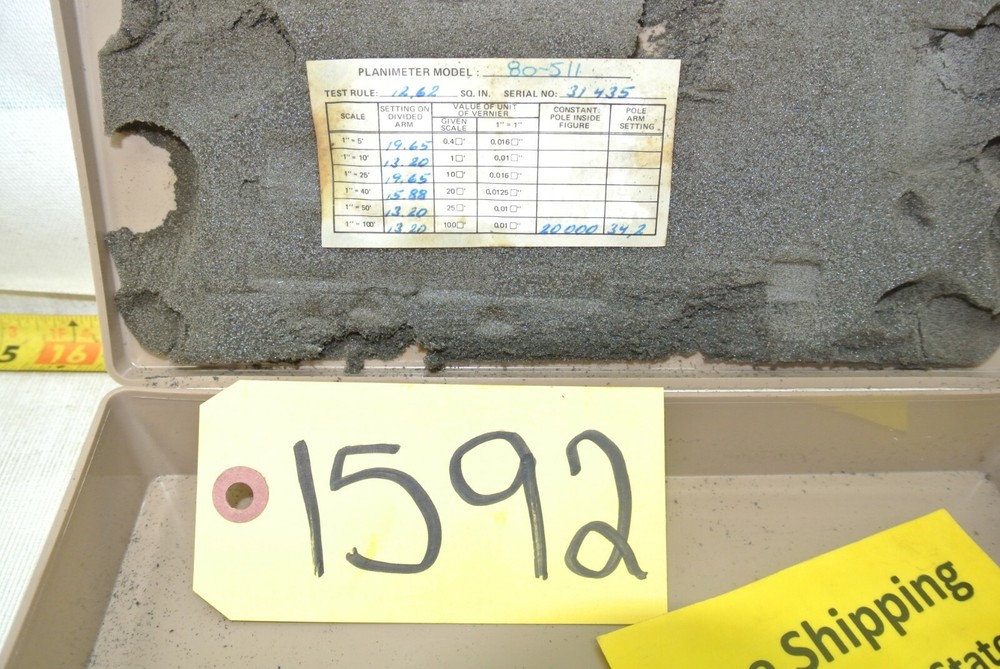 PLANIMETER MODEL: 80-511
TEST RULE: 12,62 SQ. IN. SERIAL NO: 31435
SCALE SETTING ON DIVIDED ARM VALUE OF UNIT OF VERNIER CONSTANT: POLE INSIDE FIGURE POLE ARM SETTING
GIVEN SCALE 1" = 1"
1" = 5' 19.65 0.4□' 0.016□"
1" = 10' 13.20 1□' 0.01□"
1" = 25' 19.65 10□' 0.016□"
1" = 40' 15.88 20□' 0.0125□"
1" = 50' 13.20 25□' 0.01□"
1" = 100' 13.20 100□' 0.01□" 20000 34,2
5 16
1592
Shipping